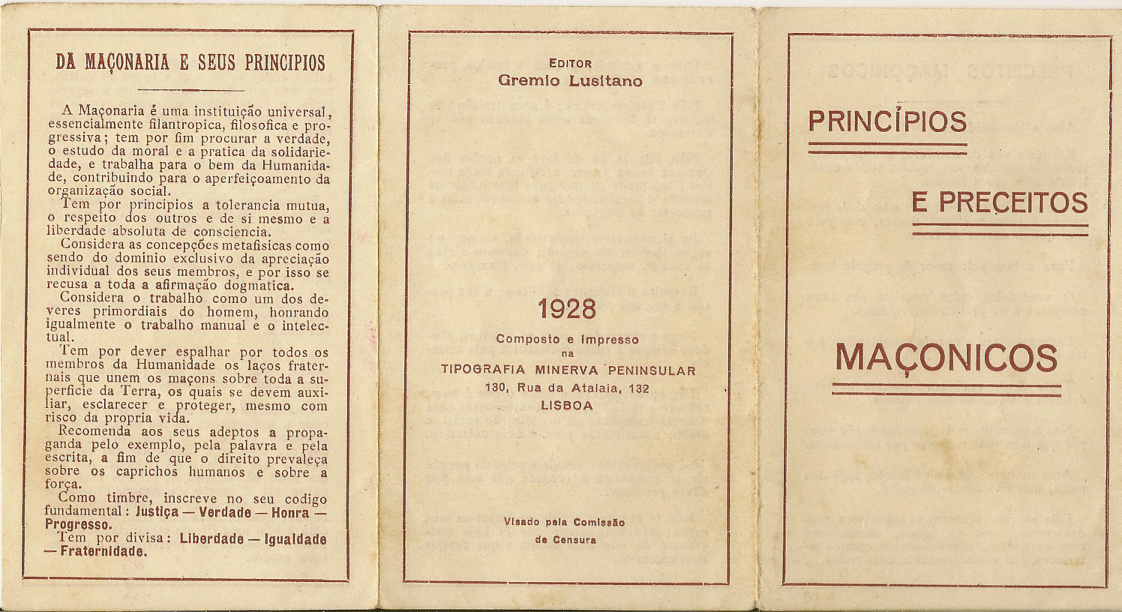 DA MAÇONARIA E SEUS PRINCIPIOS
A Maçonaria é uma instituição universal,
essencialmente filantropica, filosofica e pro-
gressiva; tem por fim procurar a verdade,
o estudo da moral e a pratica da solidarie-
dade, e trabalha para o bem da Humanida-
de, contribuindo para o aperfeiçoamento da
organização social.
Tem por princípios a tolerancia mutua,
o respeito dos outros e de si mesmo e a
liberdade absoluta de consciencia.
Considera as concepções metafisicas como
sendo do dominio exclusivo da apreciação
individual dos seus membros, e por isso se
recusa a toda a afirmação dogmatica.
Considera o trabalho como um dos de-
veres primordiais do homem, honrando
igualmente o trabalho manual e o intelec-
tual.
Tem por dever espalhar por todos os
membros da Humanidade os laços frater-
nais que unem os maçons sobre toda a su-
perficie da Terra, os quais se devem auxi-
liar, esclarecer e proteger, mesmo com
risco da propria vida.
Recomenda aos seus adeptos a propa-
ganda pelo exemplo, pela palavra e pela
escrita, a fim de que o direito prevaleça
sobre os caprichos humanos e sobre a
força.
Como timbre, inscreve no seu codigo
fundamental: Justiça — Verdade — Honra —
Progresso.
Tem por divisa: Liberdade — Igualdade
— Fraternidade.
EDITOR
Gremio Lusitano
1928
Composto e Impresso
na
TIPOGRAFIA MINERVA PENINSULAR
130, Rua da Atalaia, 132
LISBOA
Visado pela Comissão
de Censura
PRINCÍPIOS
E PRECEITOS
MAÇONICOS